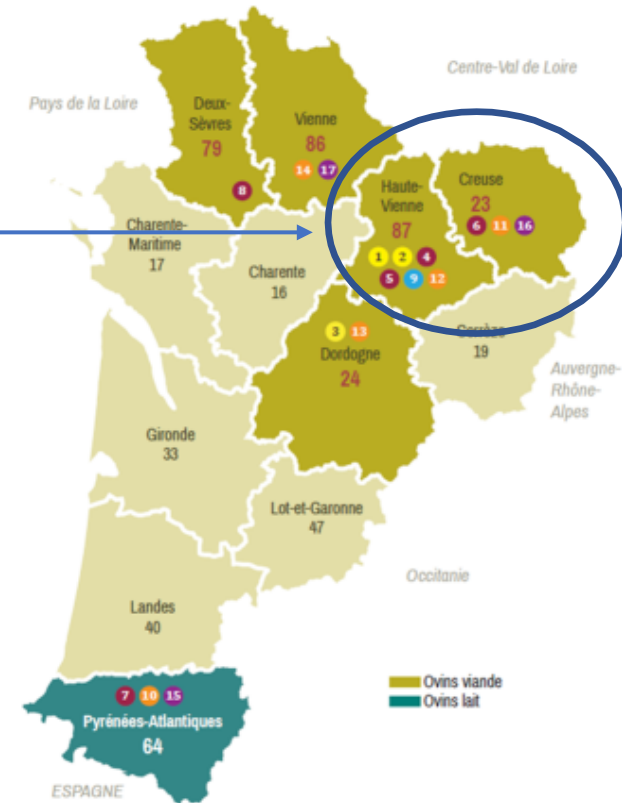 Centre-Val de Loire
Pays de la Loire
Deux-
Sèvres
79
8
Vienne
86
14 17
Haute-
Vienne
87
1 2 4
5 9 12
Creuse
23
6 11 16
Charente-
Maritime
17
Charente
16
3 13
Dordogne
24
Corrèze
19
Auvergne-
Rhône-
Alpes
Gironde
33
Lot-et-Garonne
47
Occitanie
Landes
40
7 10 15
Pyrénées-Atlantiques
64
Ovins viande
Ovins lait
ESPAGNE